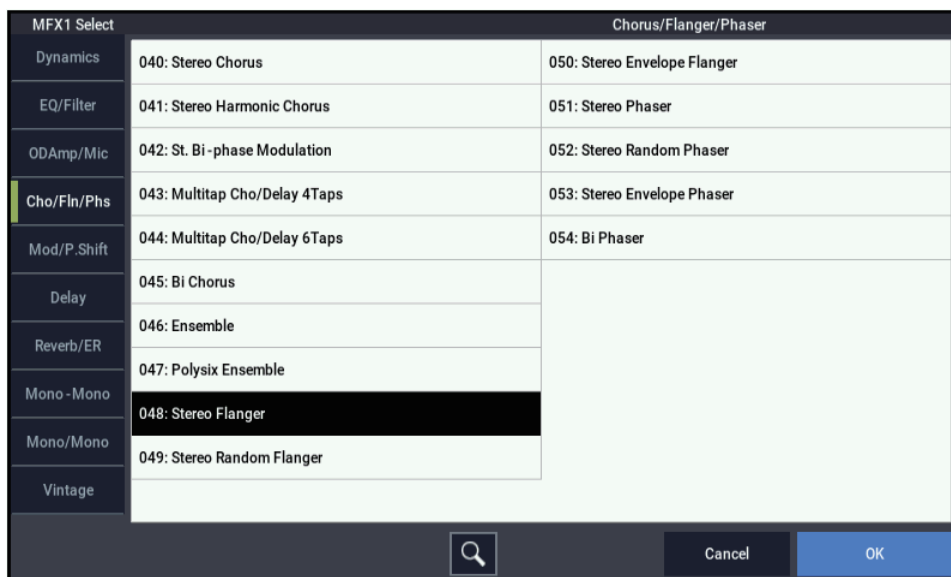 MFX1 Select
Chorus/Flanger/Phaser
Dynamics
EQ/Filter
ODAmp/Mic
Cho/Fln/Phs
Mod/P.Shift
Delay
Reverb/ER
Mono-Mono
Mono/Mono
Vintage
040: Stereo Chorus
041: Stereo Harmonic Chorus
042: St. Bi-phase Modulation
043: Multitap Cho/Delay 4Taps
044: Multitap Cho/Delay 6Taps
045: Bi Chorus
046: Ensemble
047: Polysix Ensemble
048: Stereo Flanger
049: Stereo Random Flanger
050: Stereo Envelope Flanger
051: Stereo Phaser
052: Stereo Random Phaser
053: Stereo Envelope Phaser
054: Bi Phaser
Cancel
OK